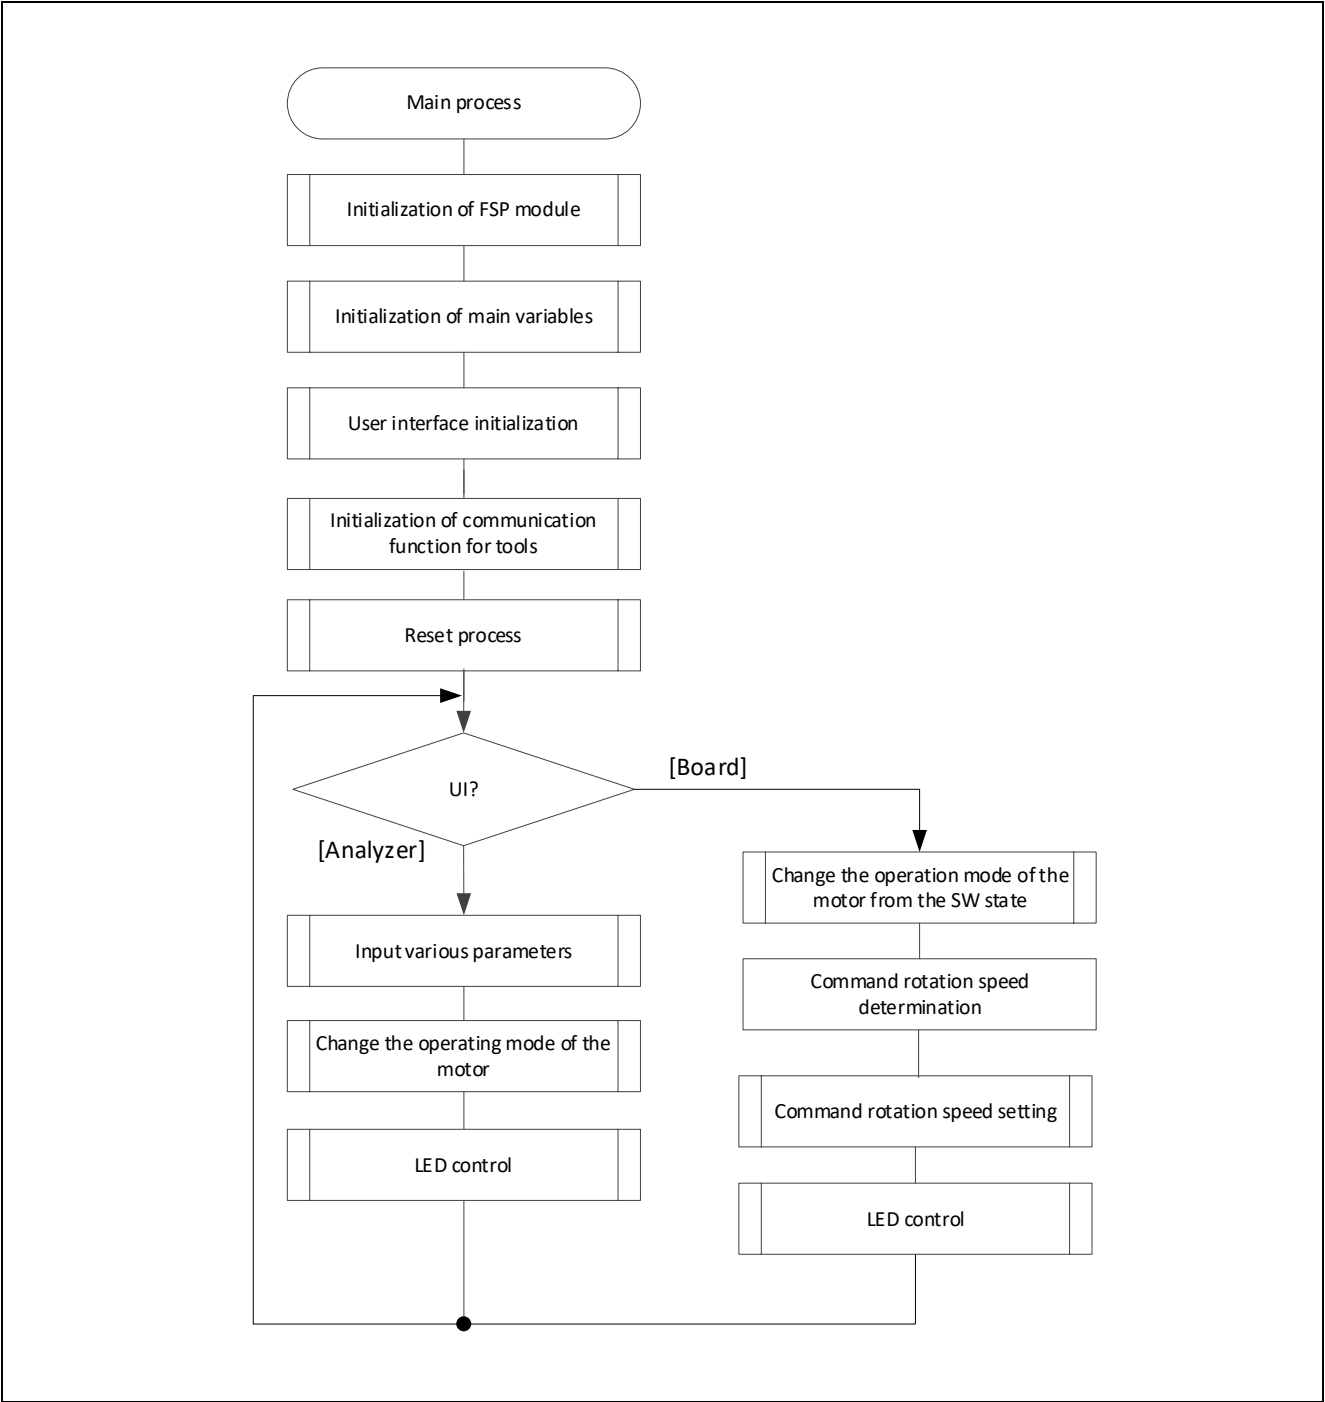 Main process
Initialization of FSP module
Initialization of main variables
User interface initialization
Initialization of communication
function for tools
Reset process
UI?
[Board]
[Analyzer]
Input various parameters
Change the operating mode of the
motor
LED control
Change the operation mode of the
motor from the SW state
Command rotation speed
determination
Command rotation speed setting
LED control